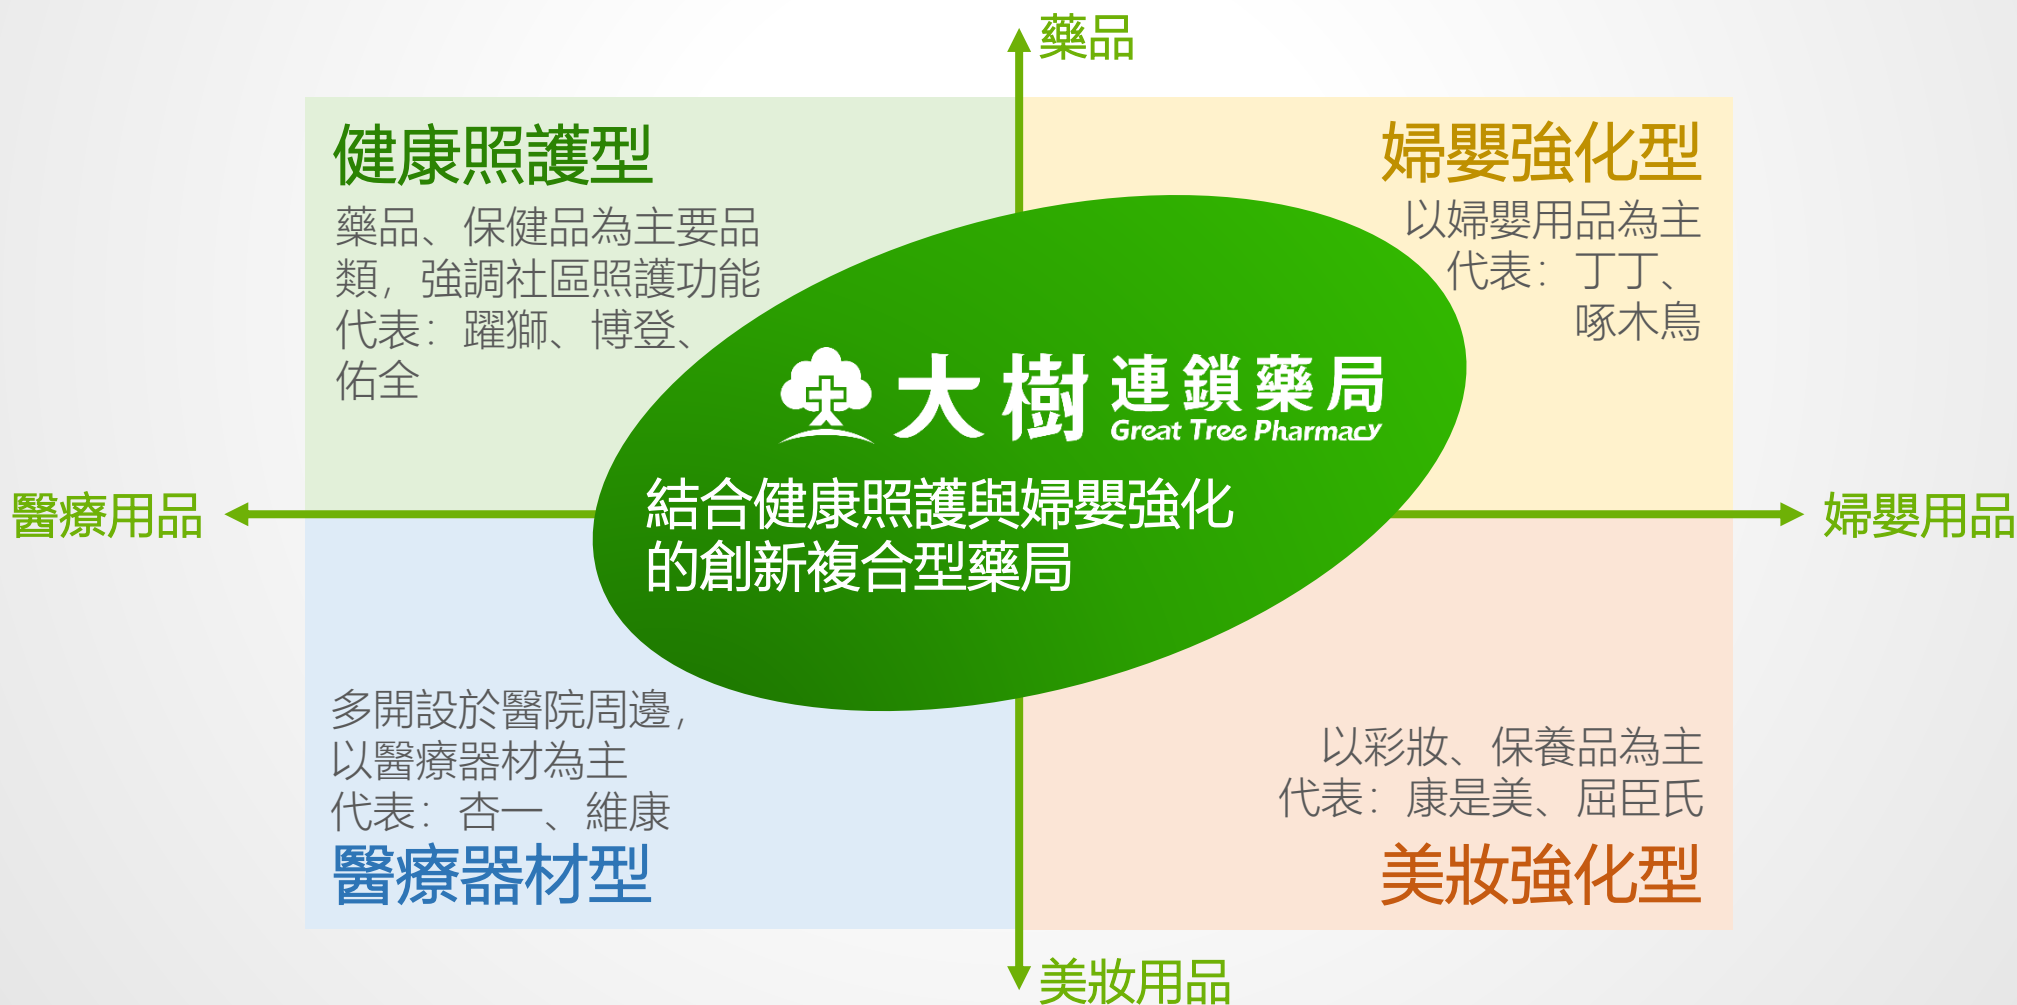 藥品
健康照護型
藥品、保健品為主要品
類，強調社區照護功能
代表：躍獅、博登、
佑全
婦嬰強化型
以婦嬰用品為主
代表：丁丁、
啄木鳥
大樹 連鎖藥局
Great Tree Pharmacy
結合健康照護與婦嬰強化
的創新複合型藥局
醫療用品
婦嬰用品
多開設於醫院周邊，
以醫療器材為主
代表：杏一、維康
醫療器材型
以彩妝、保養品為主
代表：康是美、屈臣氏
美妝強化型
美妝用品